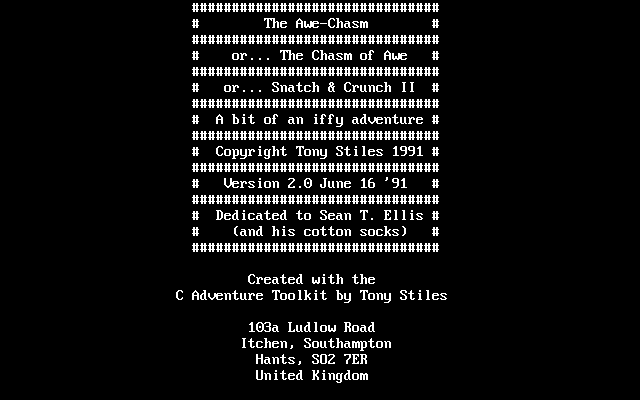 ###############################
#        The Awe-Chasm        #
###############################
#    or... The Chasm of Awe   #
###############################
#   or... Snatch & Crunch II  #
###############################
#  A bit of an iffy adventure #
###############################
#  Copyright Tony Stiles 1991 #
###############################
#   Version 2.0 June 16 '91   #
###############################
#  Dedicated to Sean T. Ellis #
#    (and his cotton socks)   #
###############################
Created with the
C Adventure Toolkit by Tony Stiles
103a Ludlow Road
Itchen, Southampton
Hants, SO2 7ER
United Kingdom